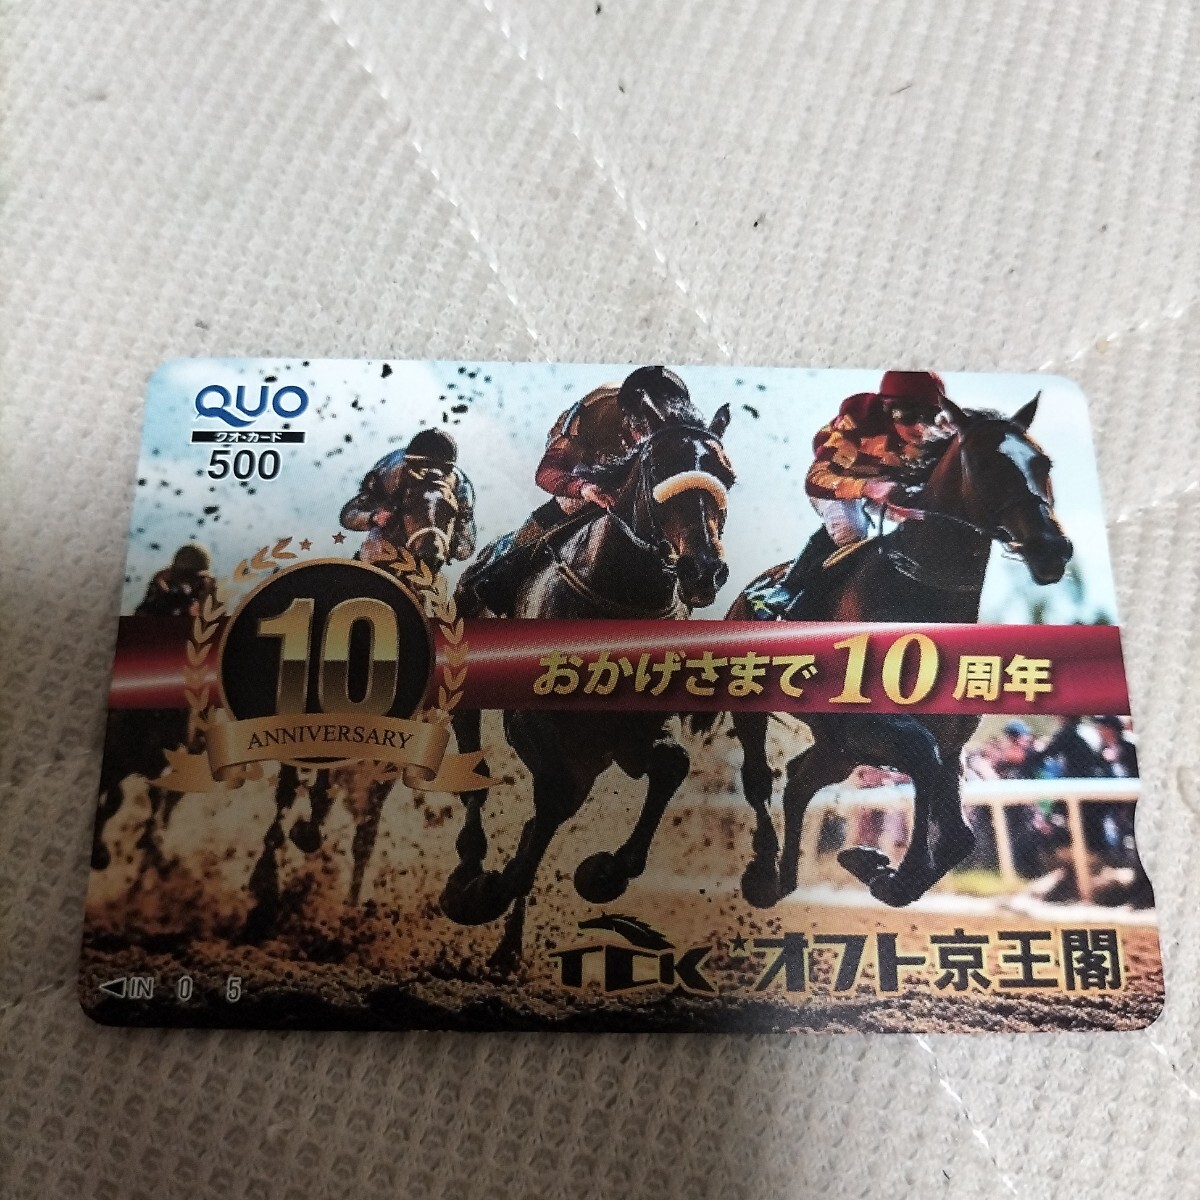 QUO
クオ・カード
500
10
ANNIVERSARY
おかげさまで10周年
TCK オフト京王閣
◀IN 0 5